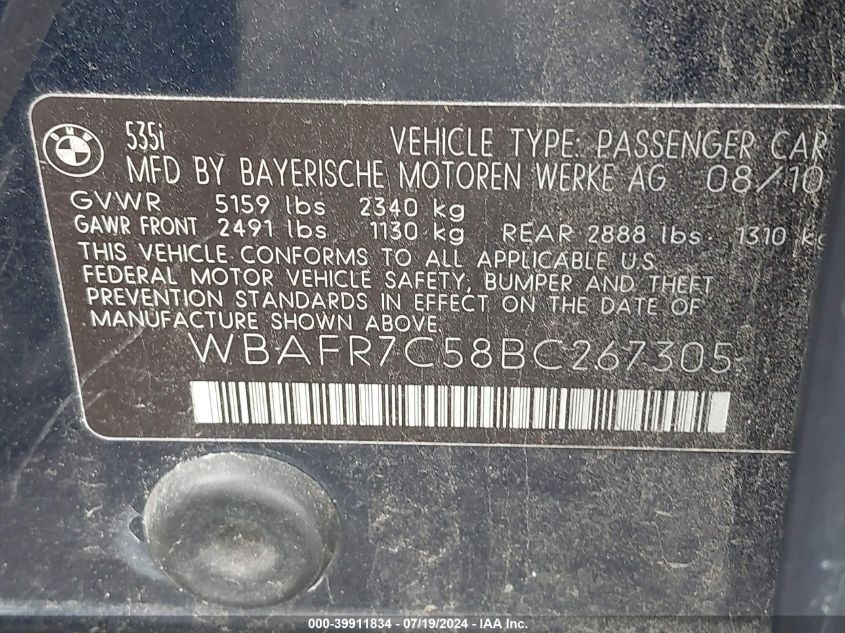 BMW
535i
VEHICLE TYPE: PASSENGER CAR
MFD BY BAYERISCHE MOTOREN WERKE AG 08/10
GVWR 5159 lbs 2340 kg
GAWR FRONT 2491 lbs 1130 kg REAR 2888 lbs 1310 kg
THIS VEHICLE CONFORMS TO ALL APPLICABLE U.S.
FEDERAL MOTOR VEHICLE SAFETY, BUMPER AND THEFT
PREVENTION STANDARDS IN EFFECT ON THE DATE OF
MANUFACTURE SHOWN ABOVE.
WBAFR7C58BC267305
000-39911834 / 07/19/2024 - IAA Inc.